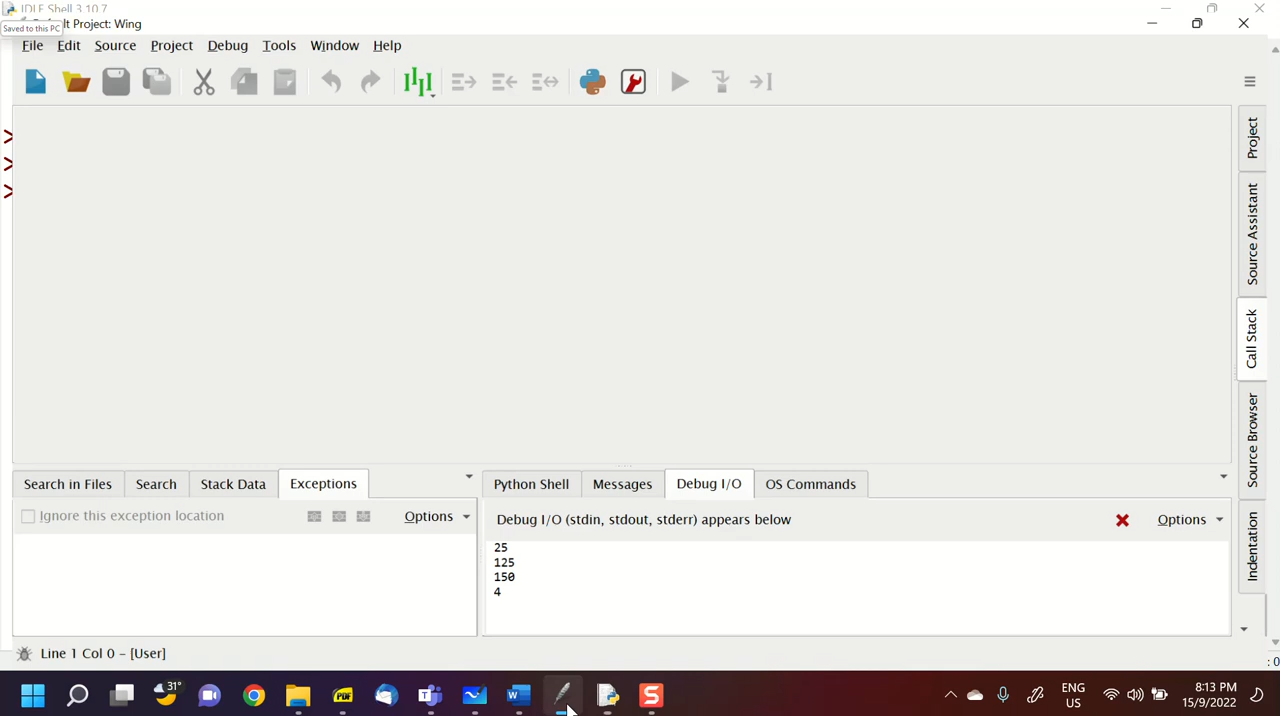 IDLE Shell 3.10.7
Saved to this PC
lt Project: Wing
File Edit Source Project Debug Tools Window Help
Project
Source Assistant
Call Stack
Source Browser
Indentation
Search in Files Search Stack Data Exceptions
Ignore this exception location Options
Python Shell Messages Debug I/O OS Commands
Debug I/O (stdin, stdout, stderr) appears below Options
25
125
150
4
Line 1 Col 0 - [User]
: 0
31°
PDF
ENG
US
8:13 PM
15/9/2022